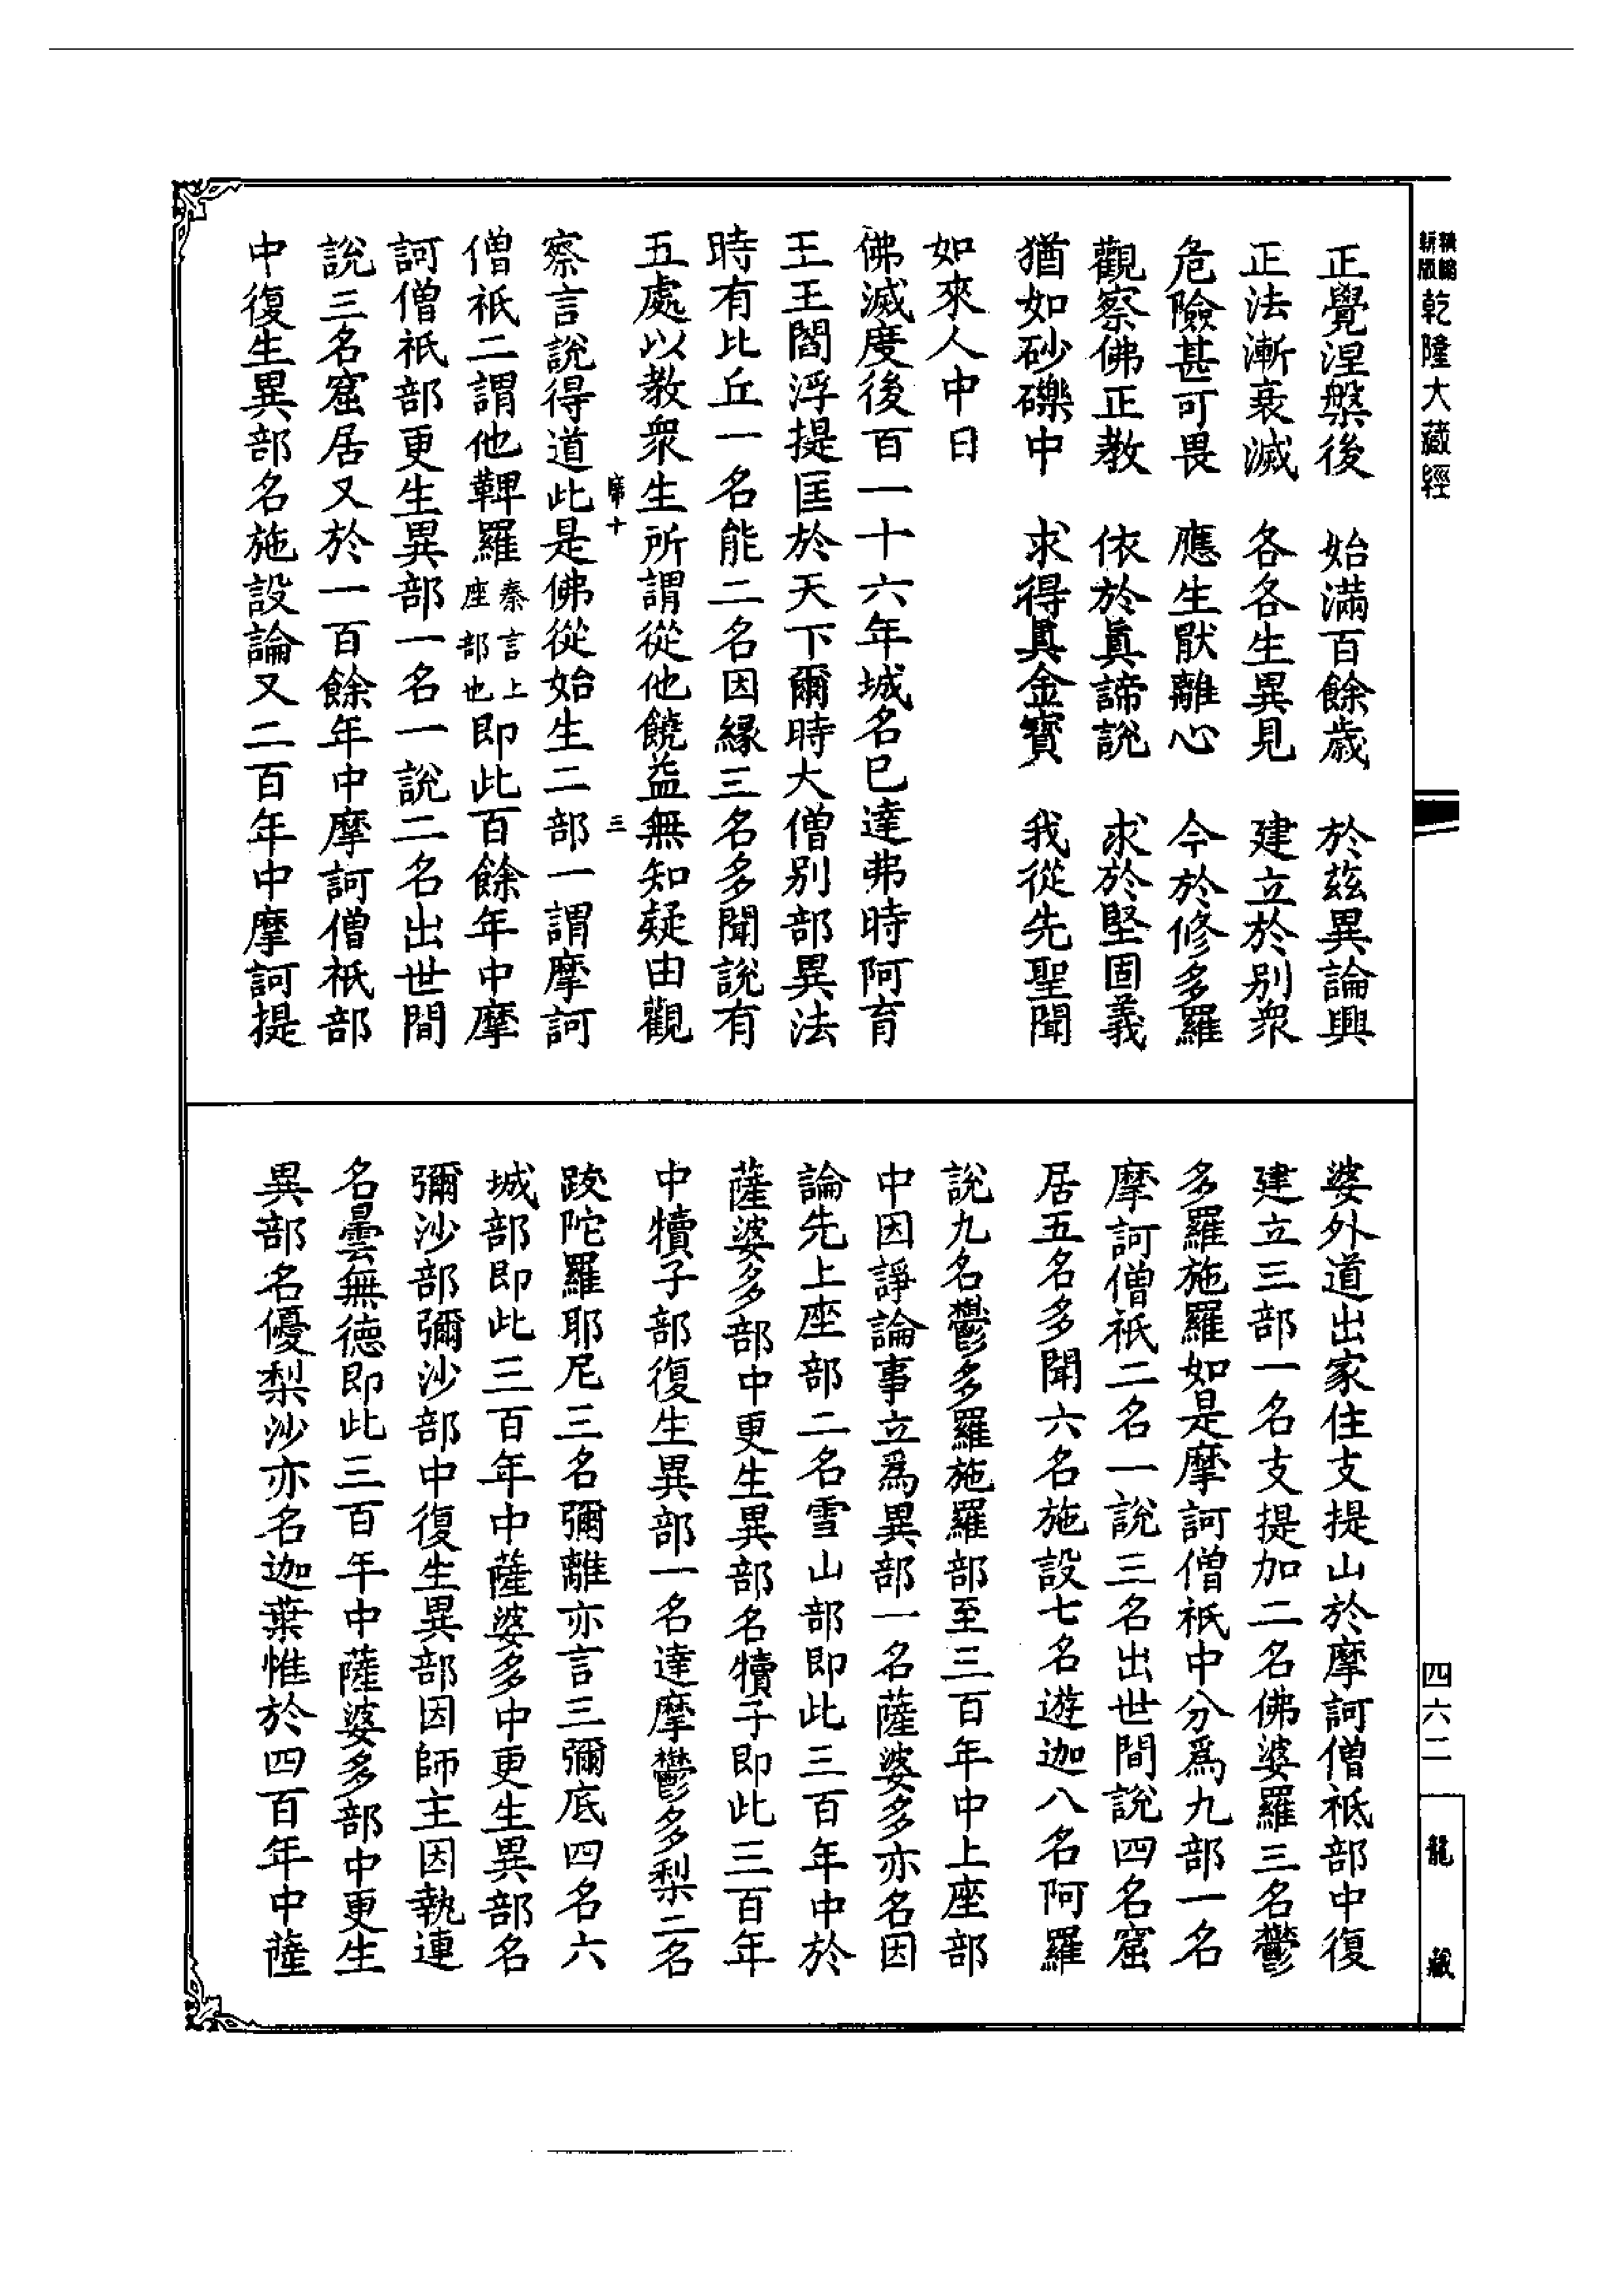 精縮新版乾隆大藏經
正覺涅槃後　始滿百餘歲　於茲異論興
正法漸衰滅　各各生異見　建立於別衆
危險甚可畏　應生厭離心　今於修多羅
觀察佛正教　依於眞諦說　求於堅固義
猶如砂礫中　求得眞金寶　我從先聖聞
如來人中日
佛滅度後百一十六年城名巴達弗時阿育
王王閻浮提匡於天下爾時大僧別部異法
時有比丘一名能二名因緣三名多聞說有
五處以教衆生所謂從他饒益無知疑由觀
席十　三
察言說得道此是佛從始生二部一謂摩訶
僧祇二謂他鞞羅秦言上座部也即此百餘年中摩
訶僧祇部更生異部一名一說二名出世間
說三名窟居又於一百餘年中摩訶僧祇部
中復生異部名施設論又二百年中摩訶提
婆外道出家住支提山於摩訶僧祇部中復
建立三部一名支提加二名佛婆羅三名鬱
多羅施羅如是摩訶僧祇中分爲九部一名
摩訶僧祇二名一說三名出世間說四名窟
居五名多聞六名施設七名遊迦八名阿羅
說九名鬱多羅施羅部至三百年中上座部
中因諍論事立爲異部一名薩婆多亦名因
論先上座部二名雪山部即此三百年中於
薩婆多部中更生異部名犢子即此三百年
中犢子部復生異部一名達摩鬱多梨二名
跋陀羅耶尼三名彌離亦言三彌底四名六
城部即此三百年中薩婆多中更生異部名
彌沙部彌沙部中復生異部因師主因執連
名曇無德即此三百年中薩婆多部中更生
異部名優梨沙亦名迦葉惟於四百年中薩
四六二
龍藏